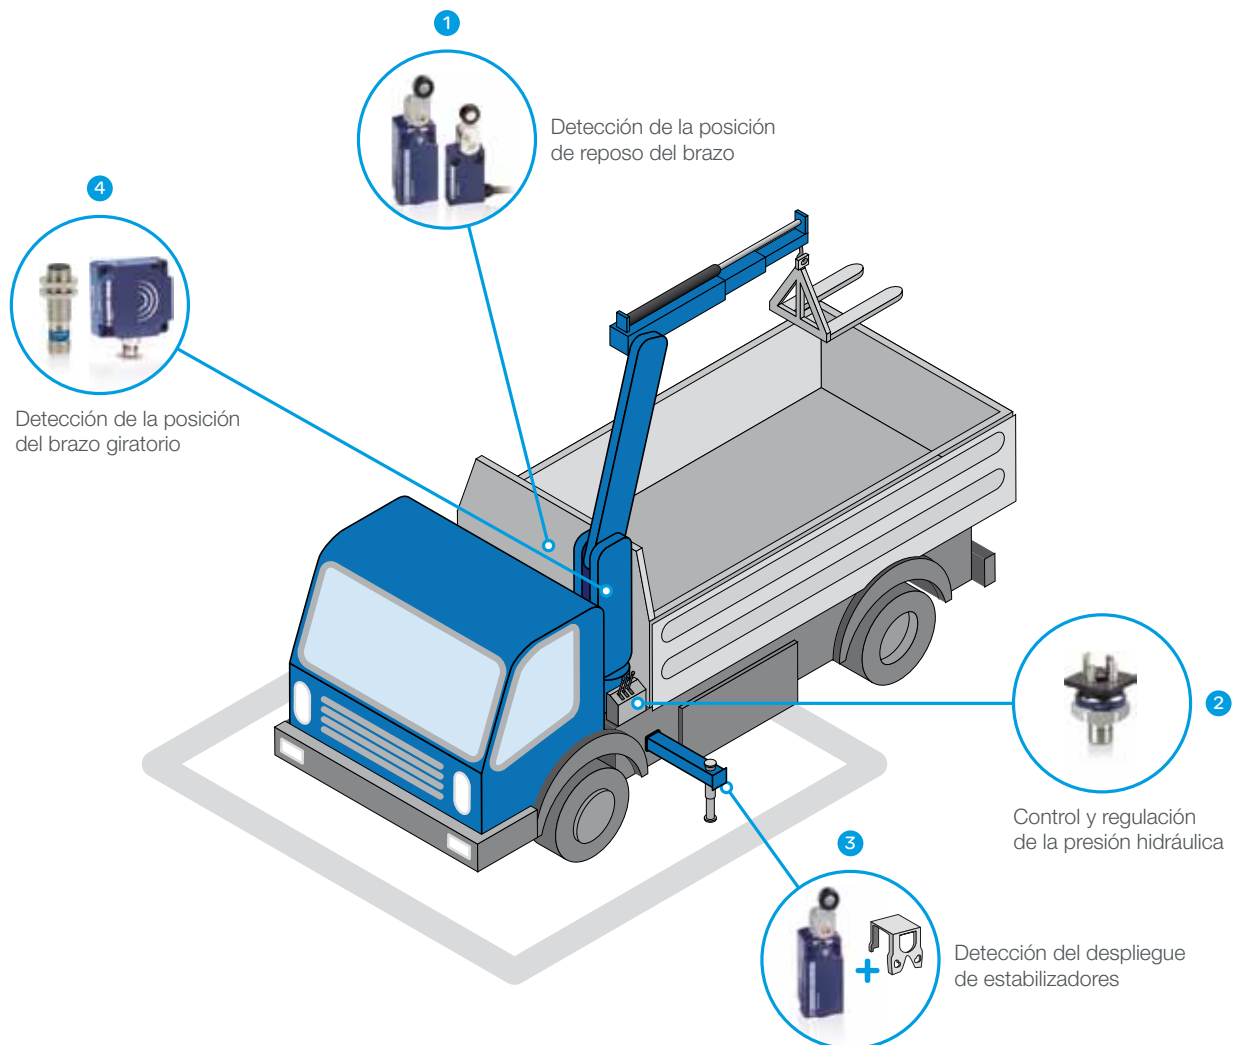 1
Detección de la posición
de reposo del brazo
4
Detección de la posición
del brazo giratorio
2
Control y regulación
de la presión hidráulica
3
Detección del despliegue
de estabilizadores